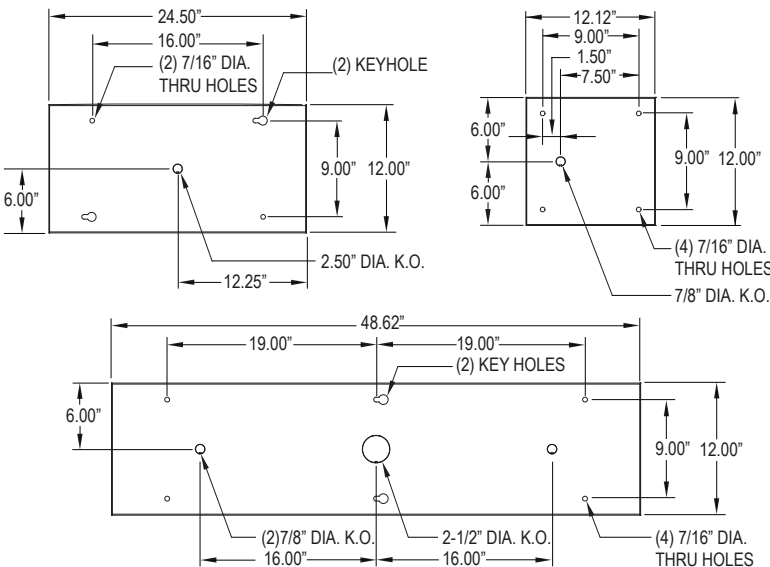 24.50”
16.00”
(2) 7/16” DIA.
THRU HOLES
(2) KEYHOLE
9.00”
12.00”
6.00”
2.50” DIA. K.O.
12.25”
12.12”
9.00”
1.50”
7.50”
6.00”
6.00”
9.00”
12.00”
(4) 7/16” DIA.
THRU HOLES
7/8” DIA. K.O.
48.62”
19.00”
19.00”
(2) KEY HOLES
6.00”
9.00”
12.00”
(2)7/8” DIA. K.O.
2-1/2” DIA. K.O.
(4) 7/16” DIA.
THRU HOLES
16.00”
16.00”